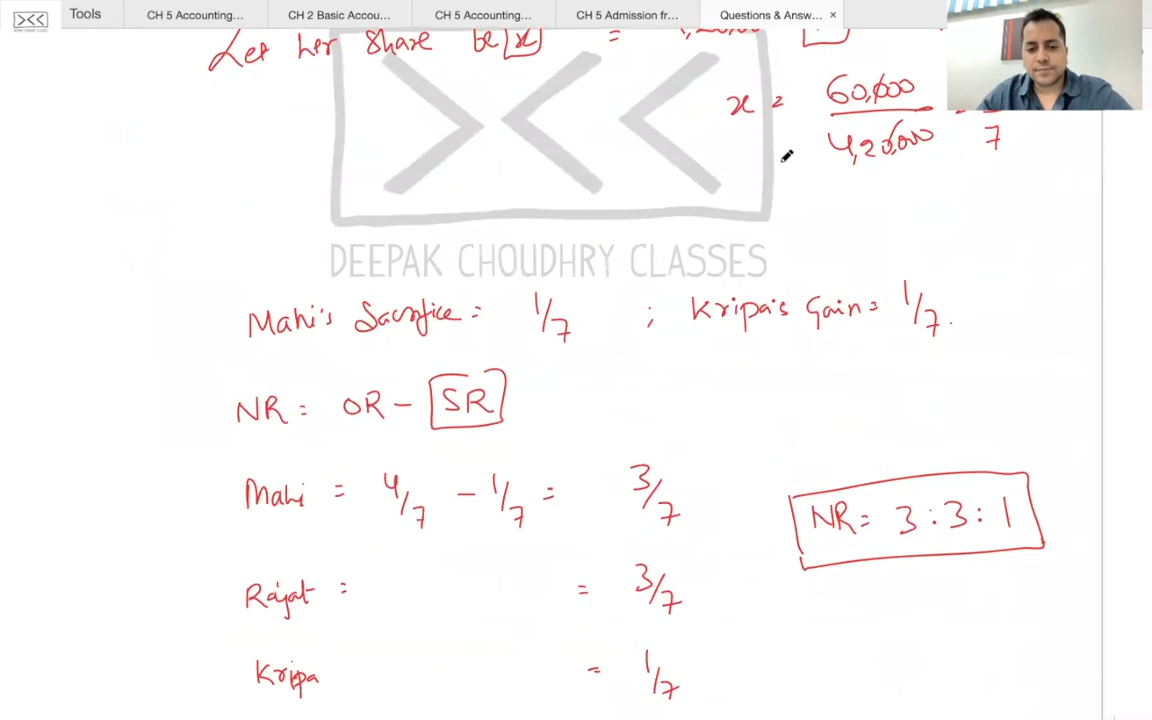 Tools CH 5 Accounting... CH 2 Basic Accou... CH 5 Accounting... CH 5 Admission fr... Questions & Answ... ×
Let her share be x =
x = 60,000
4,20,000 7
DEEPAK CHOUDHRY CLASSES
Mahi's Sacrifice = 1/7 ; Kripa's Gain = 1/7.
NR = OR - SR
Mahi = 4/7 - 1/7 = 3/7
NR = 3:3:1
Rajat = = 3/7
Kripa = 1/7